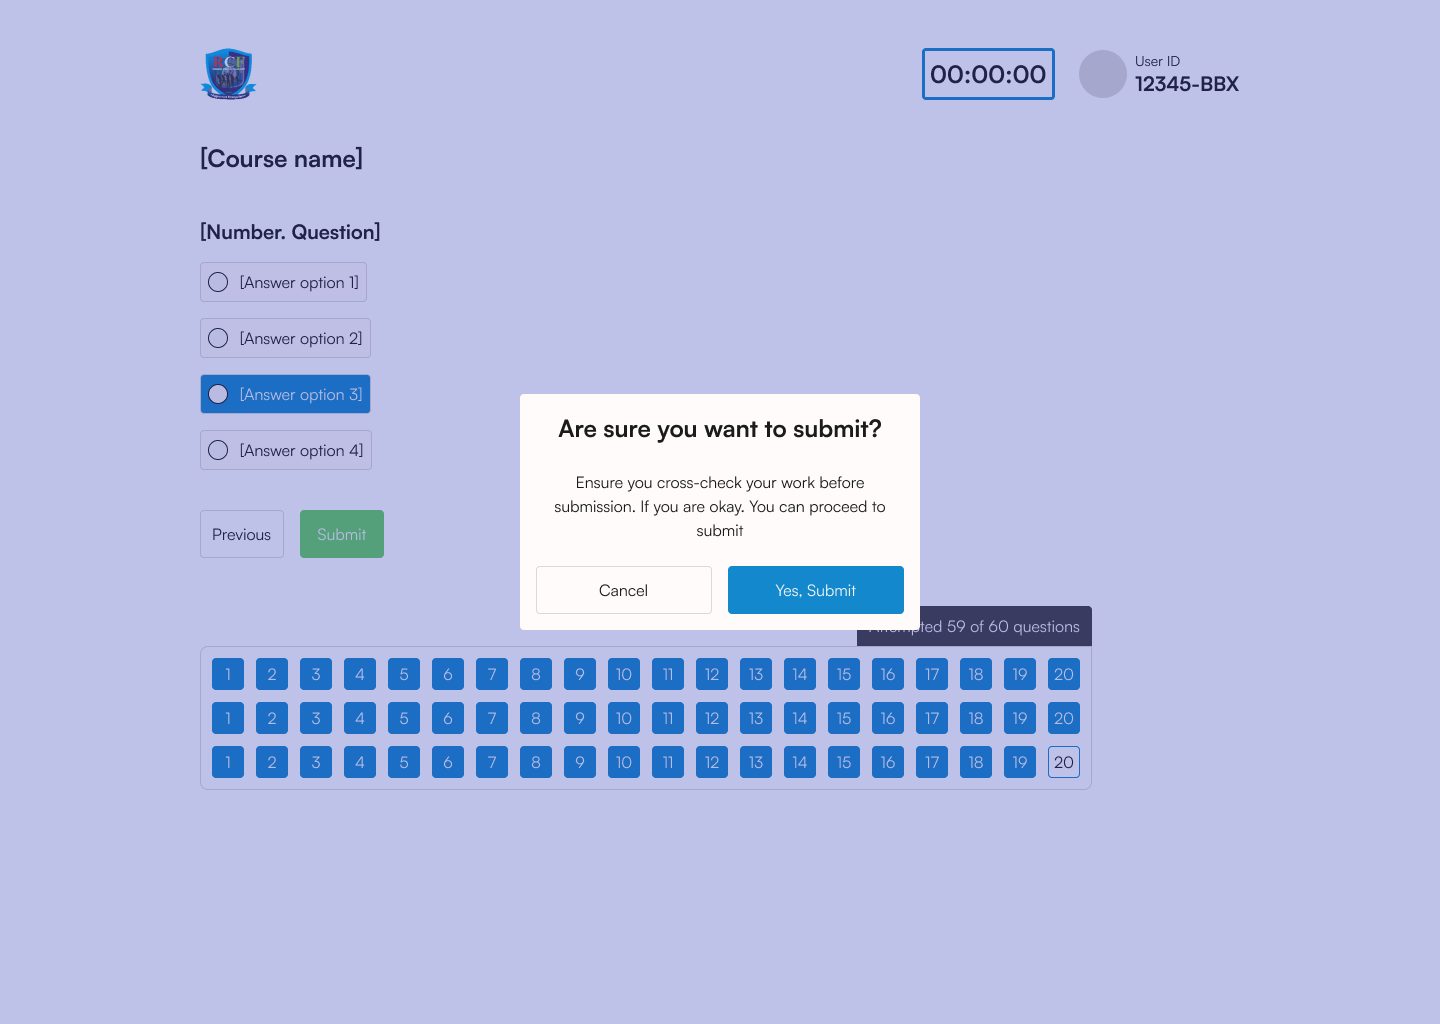 RCF
00:00:00
User ID
12345-BBX
[Course name]
[Number. Question]
[Answer option 1]
[Answer option 2]
[Answer option 3]
[Answer option 4]
Previous
Submit
Are sure you want to submit?
Ensure you cross-check your work before
submission. If you are okay. You can proceed to
submit
Cancel
Yes, Submit
Attempted 59 of 60 questions
1 2 3 4 5 6 7 8 9 10 11 12 13 14 15 16 17 18 19 20
1 2 3 4 5 6 7 8 9 10 11 12 13 14 15 16 17 18 19 20
1 2 3 4 5 6 7 8 9 10 11 12 13 14 15 16 17 18 19 20